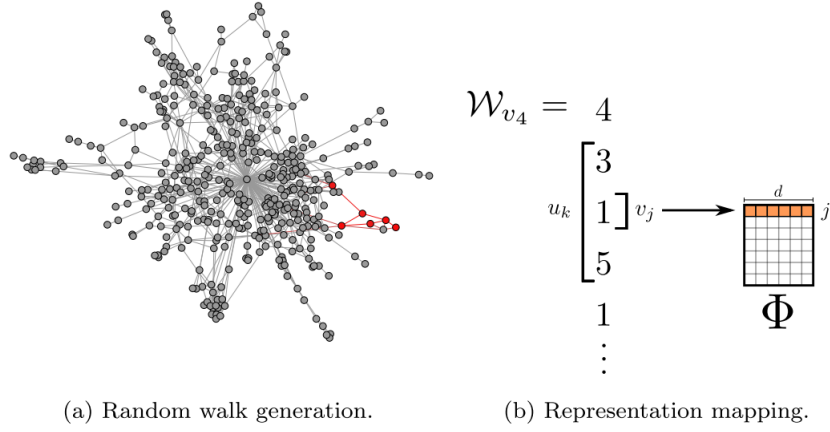 𝒲_{v_4} = 4
3
u_k 1 v_j
5
1
⋮
d
j
Φ
(a) Random walk generation.
(b) Representation mapping.